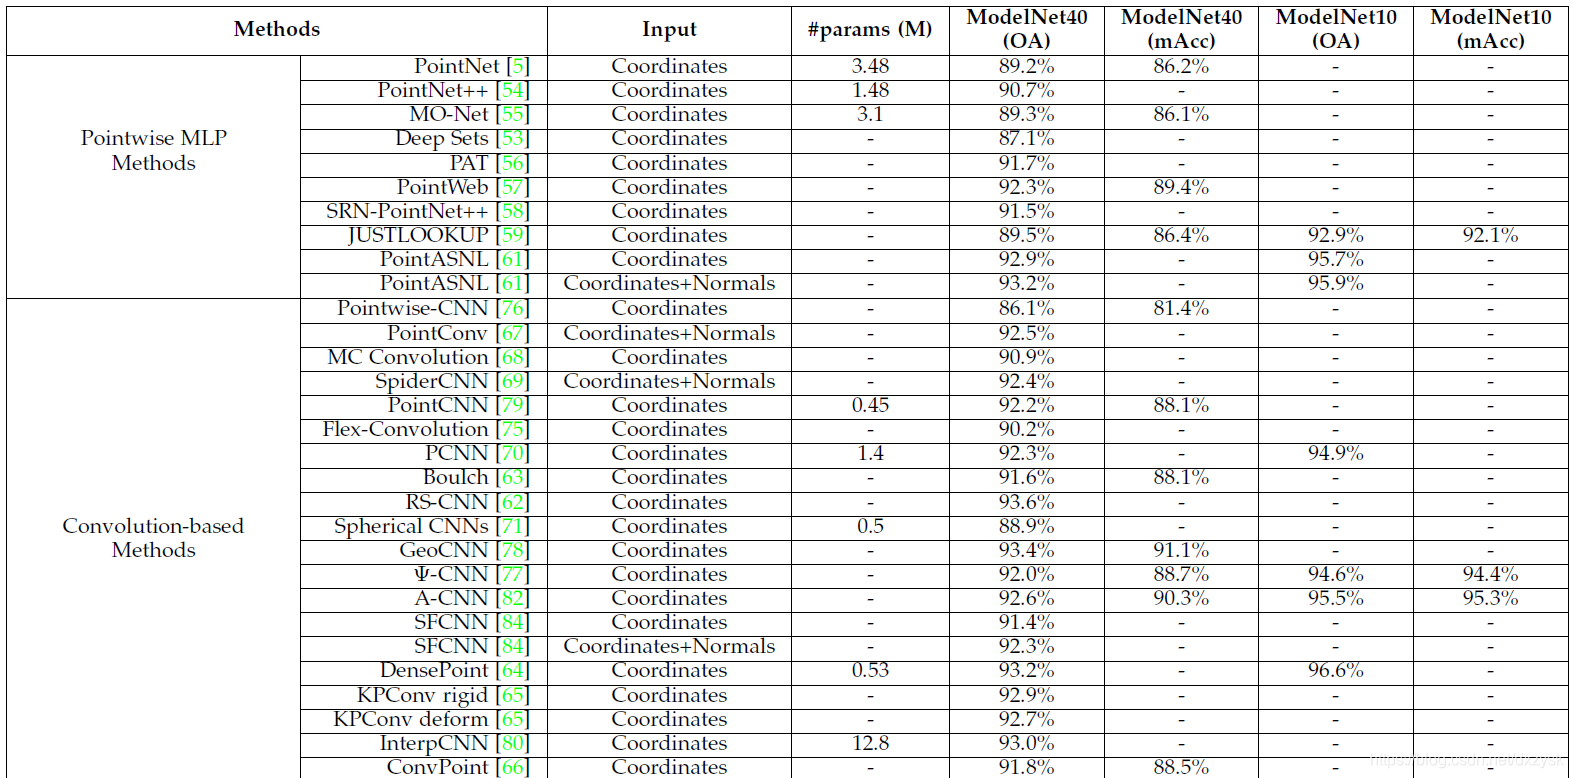 Methods Input #params (M) ModelNet40 (OA) ModelNet40 (mAcc) ModelNet10 (OA) ModelNet10 (mAcc)
Pointwise MLP Methods
PointNet [5] Coordinates 3.48 89.2% 86.2% - -
PointNet++ [54] Coordinates 1.48 90.7% - - -
MO-Net [55] Coordinates 3.1 89.3% 86.1% - -
Deep Sets [53] Coordinates - 87.1% - - -
PAT [56] Coordinates - 91.7% - - -
PointWeb [57] Coordinates - 92.3% 89.4% - -
SRN-PointNet++ [58] Coordinates - 91.5% - - -
JUSTLOOKUP [59] Coordinates - 89.5% 86.4% 92.9% 92.1%
PointASNL [61] Coordinates - 92.9% - 95.7% -
PointASNL [61] Coordinates+Normals - 93.2% - 95.9% -
Convolution-based Methods
Pointwise-CNN [76] Coordinates - 86.1% 81.4% - -
PointConv [67] Coordinates+Normals - 92.5% - - -
MC Convolution [68] Coordinates - 90.9% - - -
SpiderCNN [69] Coordinates+Normals - 92.4% - - -
PointCNN [79] Coordinates 0.45 92.2% 88.1% - -
Flex-Convolution [75] Coordinates - 90.2% - - -
PCNN [70] Coordinates 1.4 92.3% - 94.9% -
Boulch [63] Coordinates - 91.6% 88.1% - -
RS-CNN [62] Coordinates - 93.6% - - -
Spherical CNNs [71] Coordinates 0.5 88.9% - - -
GeoCNN [78] Coordinates - 93.4% 91.1% - -
Ψ-CNN [77] Coordinates - 92.0% 88.7% 94.6% 94.4%
A-CNN [82] Coordinates - 92.6% 90.3% 95.5% 95.3%
SFCNN [84] Coordinates - 91.4% - - -
SFCNN [84] Coordinates+Normals - 92.3% - - -
DensePoint [64] Coordinates 0.53 93.2% - 96.6% -
KPConv rigid [65] Coordinates - 92.9% - - -
KPConv deform [65] Coordinates - 92.7% - - -
InterpCNN [80] Coordinates 12.8 93.0% - - -
ConvPoint [66] Coordinates - 91.8% 88.5% - -